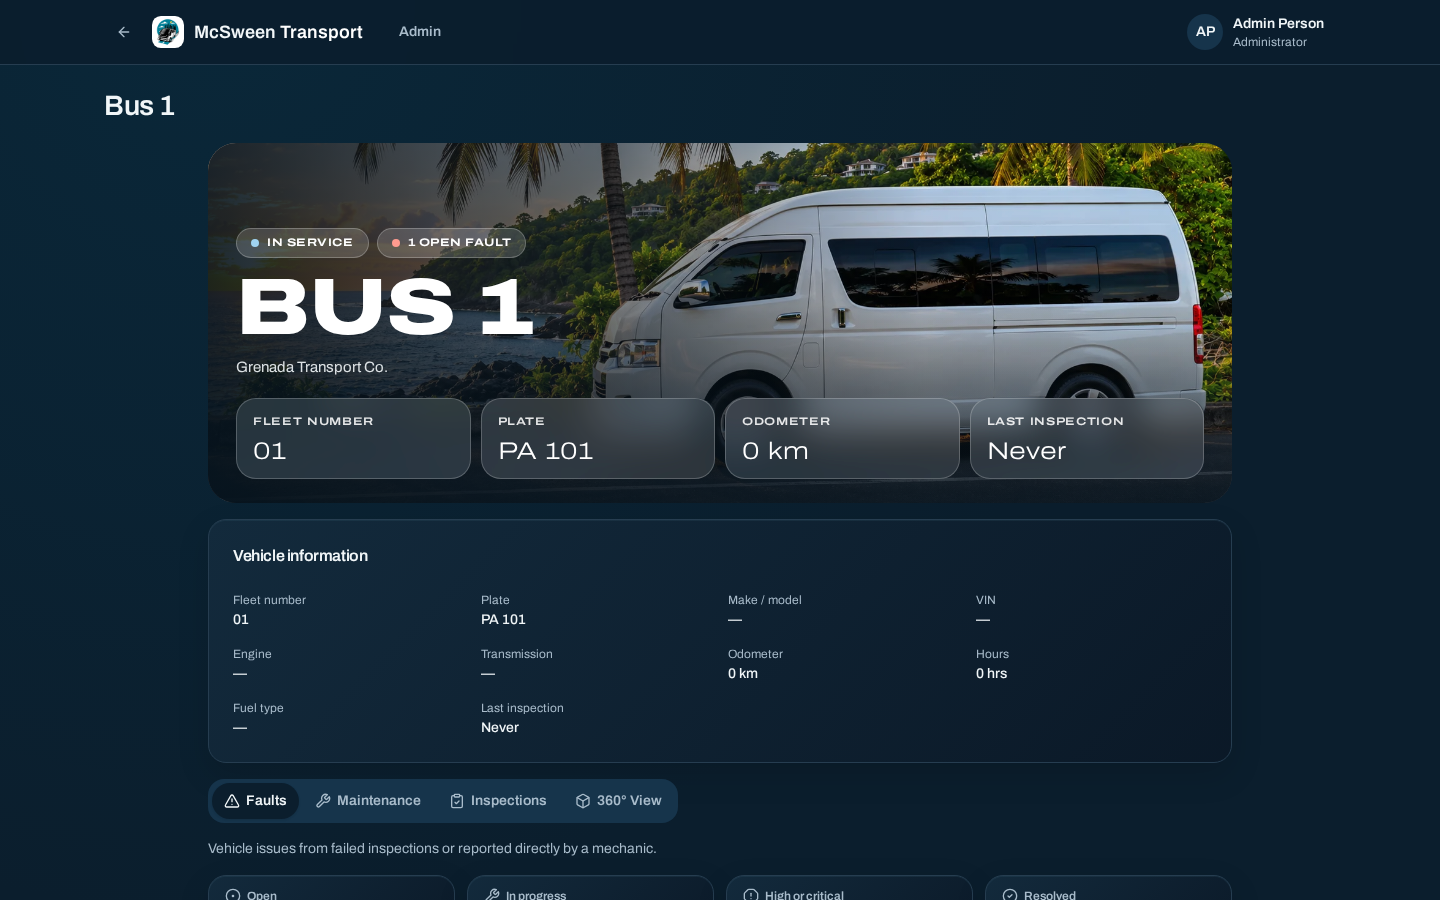 McSween Transport
Admin
AP
Admin Person
Administrator
Bus 1
IN SERVICE
1 OPEN FAULT
BUS 1
Grenada Transport Co.
FLEET NUMBER
01
PLATE
PA 101
ODOMETER
0 km
LAST INSPECTION
Never
Vehicle information
Fleet number
01
Plate
PA 101
Make / model
—
VIN
—
Engine
—
Transmission
—
Odometer
0 km
Hours
0 hrs
Fuel type
—
Last inspection
Never
Faults
Maintenance
Inspections
360° View
Vehicle issues from failed inspections or reported directly by a mechanic.
Open
In progress
High or critical
Resolved